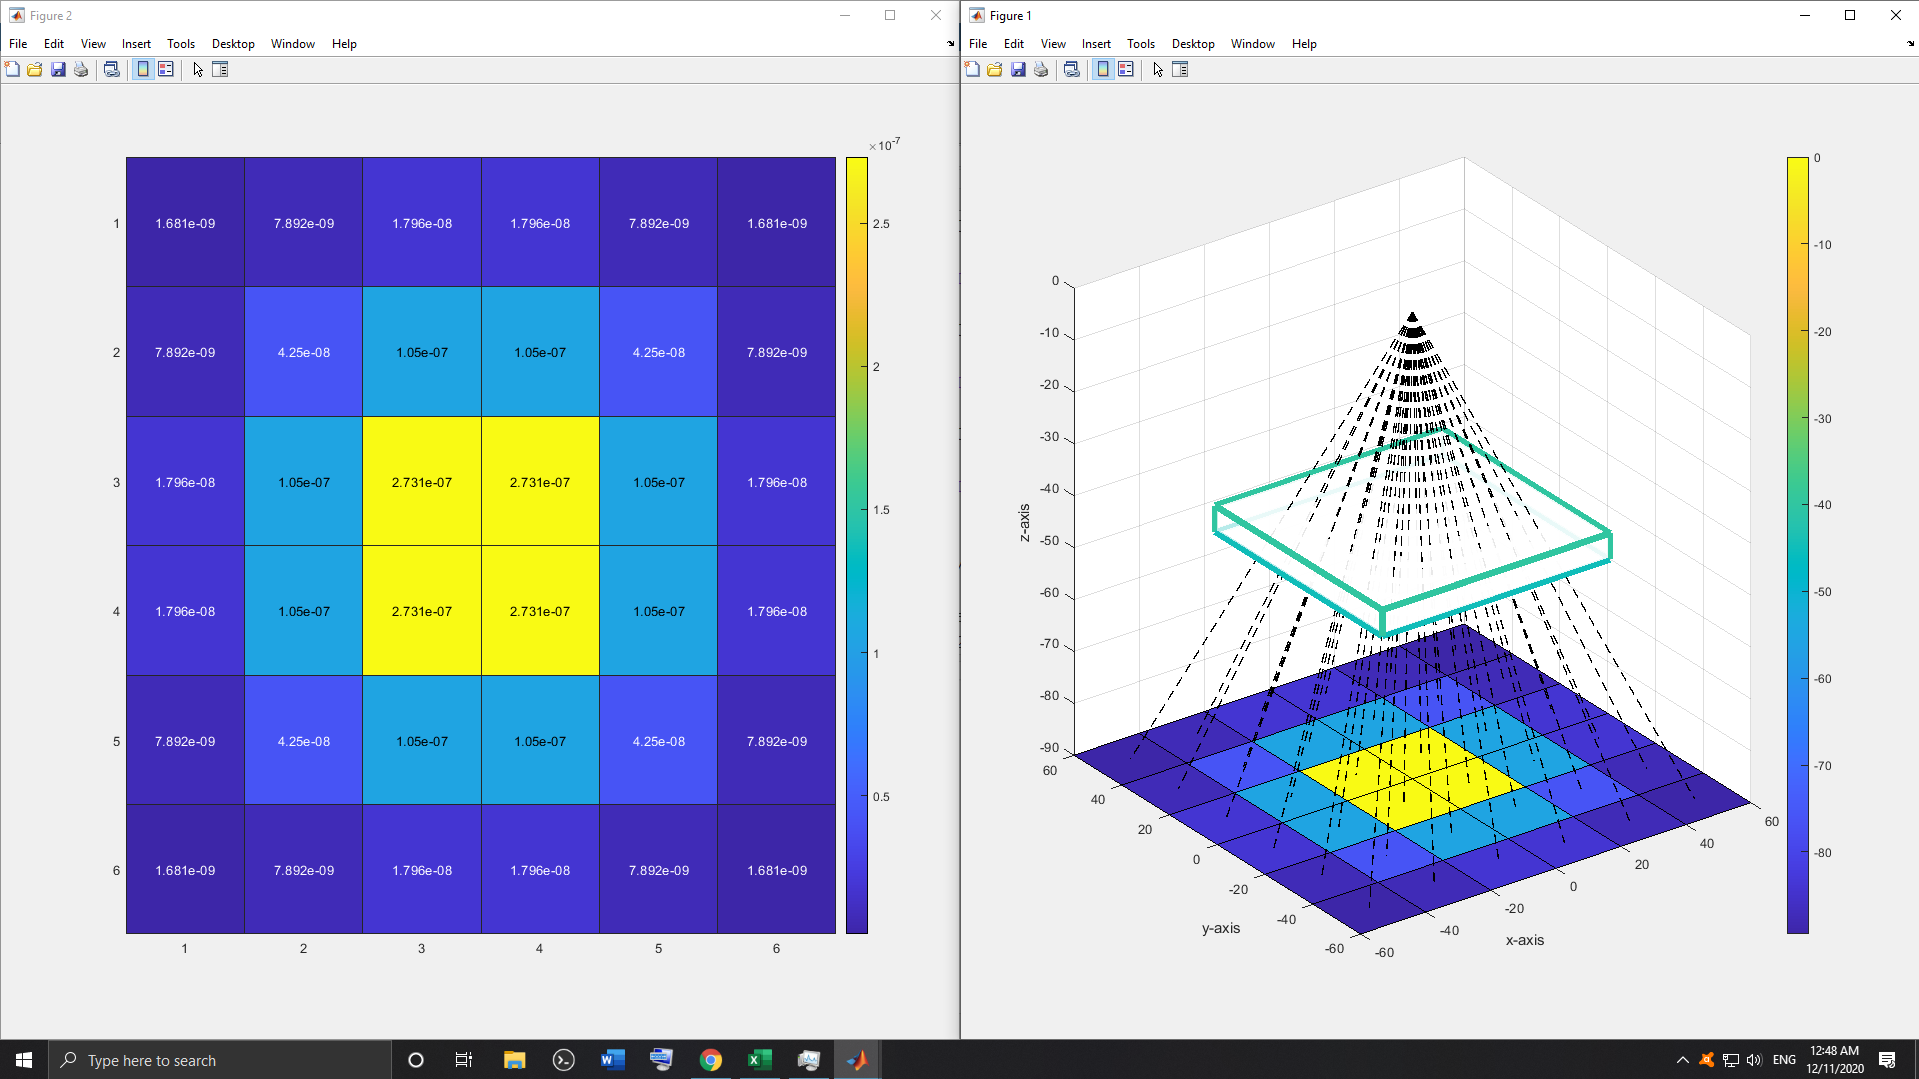 Figure 2
File Edit View Insert Tools Desktop Window Help
×10-7
1 1.681e-09 7.892e-09 1.796e-08 1.796e-08 7.892e-09 1.681e-09
2 7.892e-09 4.25e-08 1.05e-07 1.05e-07 4.25e-08 7.892e-09
3 1.796e-08 1.05e-07 2.731e-07 2.731e-07 1.05e-07 1.796e-08
4 1.796e-08 1.05e-07 2.731e-07 2.731e-07 1.05e-07 1.796e-08
5 7.892e-09 4.25e-08 1.05e-07 1.05e-07 4.25e-08 7.892e-09
6 1.681e-09 7.892e-09 1.796e-08 1.796e-08 7.892e-09 1.681e-09
1 2 3 4 5 6
2.5
2
1.5
1
0.5
Figure 1
File Edit View Insert Tools Desktop Window Help
0
-10
-20
-30
-40
-50
-60
-70
-80
-90
z-axis
60
40
20
0
-20
-40
-60
y-axis
-60
-40
-20
0
20
40
60
x-axis
0
-10
-20
-30
-40
-50
-60
-70
-80
Type here to search
ENG
12:48 AM
12/11/2020